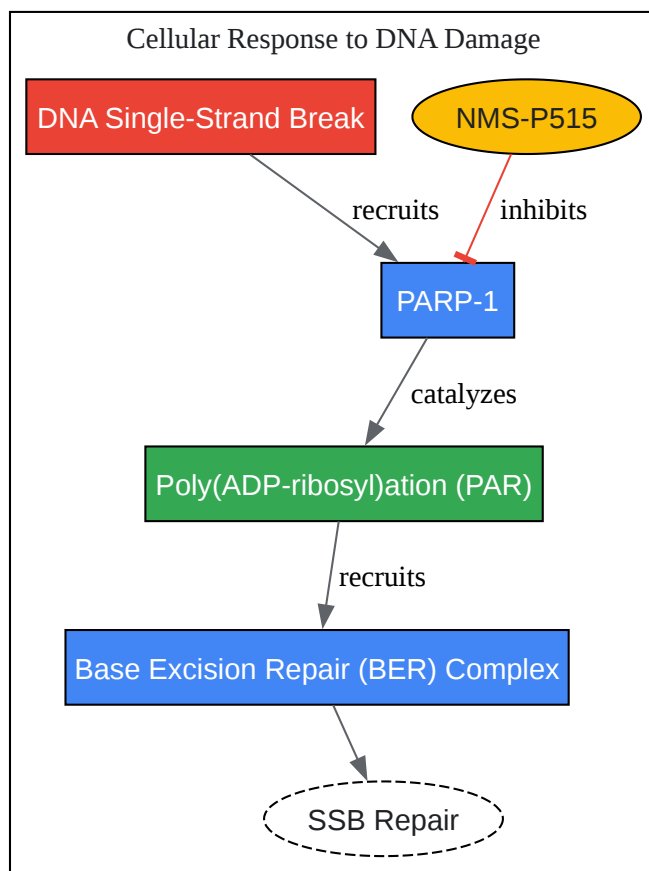 Cellular Response to DNA Damage
DNA Single-Strand Break
NMS-P515
recruits
inhibits
PARP-1
catalyzes
Poly(ADP-ribosyl)ation (PAR)
recruits
Base Excision Repair (BER) Complex
SSB Repair